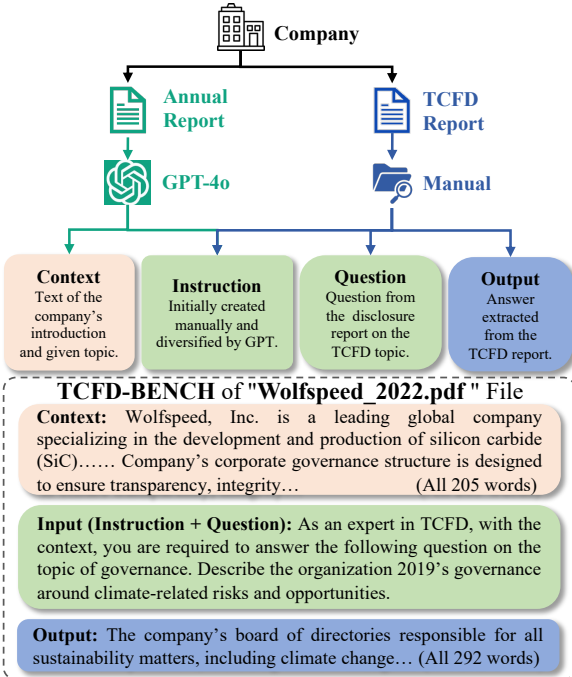 Company
Annual
Report
TCFD
Report
GPT-4o
Manual
Context
Text of the
company's
introduction
and given topic.
Instruction
Initially created
manually and
diversified by GPT.
Question
Question from
the disclosure
report on the
TCFD topic.
Output
Answer
extracted
from the
TCFD report.
TCFD-BENCH of "Wolfspeed_2022.pdf " File
Context: Wolfspeed, Inc. is a leading global company
specializing in the development and production of silicon carbide
(SiC)…… Company's corporate governance structure is designed
to ensure transparency, integrity… (All 205 words)
Input (Instruction + Question): As an expert in TCFD, with the
context, you are required to answer the following question on the
topic of governance. Describe the organization 2019's governance
around climate-related risks and opportunities.
Output: The company's board of directories responsible for all
sustainability matters, including climate change… (All 292 words)